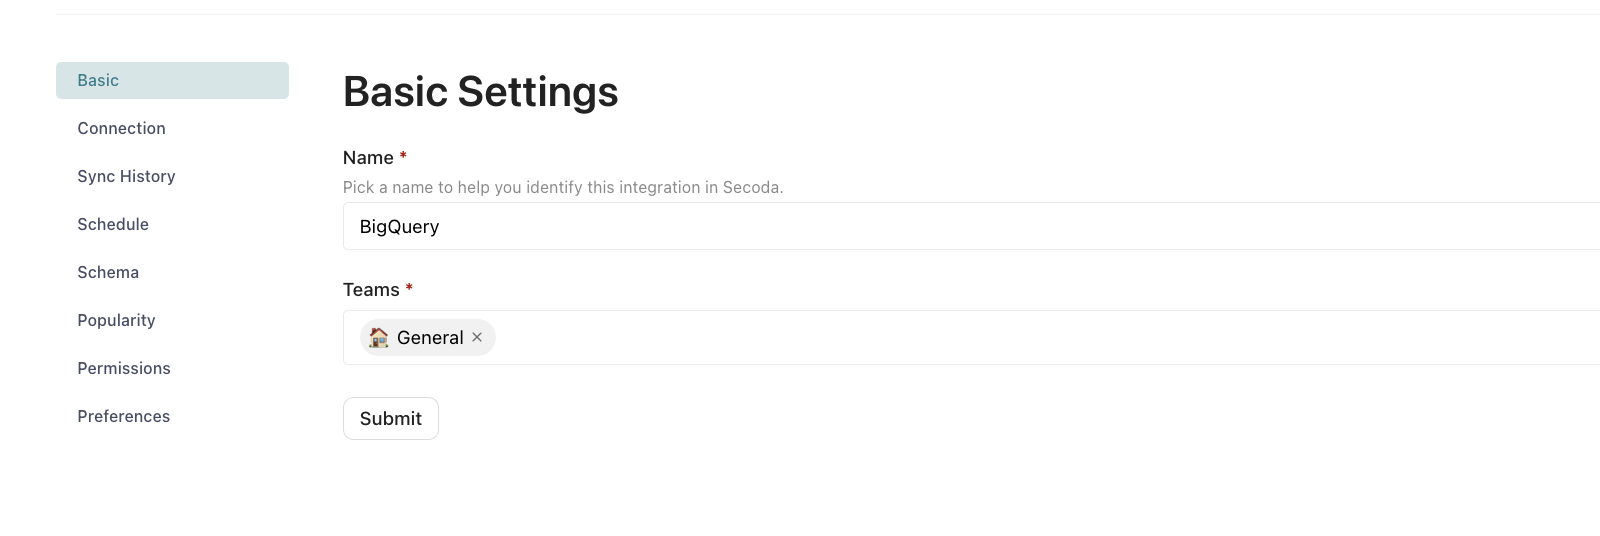 Basic
Connection
Sync History
Schedule
Schema
Popularity
Permissions
Preferences
Basic Settings
Name *
Pick a name to help you identify this integration in Secoda.
BigQuery
Teams *
General ×
Submit